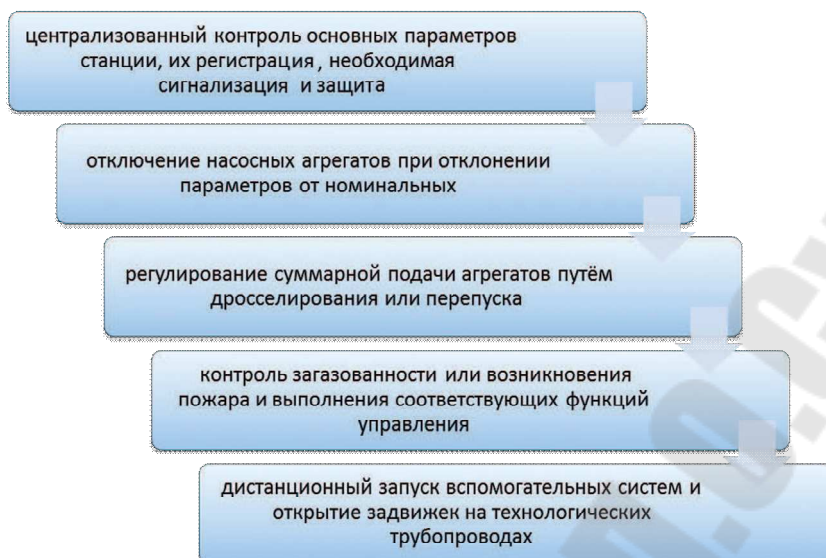 централизованный контроль основных параметров
станции, их регистрация , необходимая
сигнализация и защита
отключение насосных агрегатов при отклонении
параметров от номинальных
регулирование суммарной подачи агрегатов путём
дросселирования или перепуска
контроль загазованности или возникновения
пожара и выполнения соответствующих функций
управления
дистанционный запуск вспомогательных систем и
открытие задвижек на технологических
трубопроводах